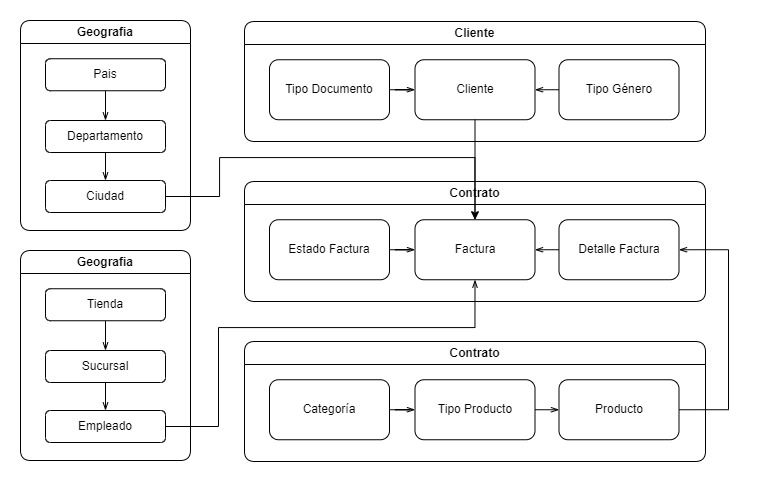 Geografia
Pais
Departamento
Ciudad
Cliente
Tipo Documento
Cliente
Tipo Género
Contrato
Estado Factura
Factura
Detalle Factura
Geografia
Tienda
Sucursal
Empleado
Contrato
Categoría
Tipo Producto
Producto